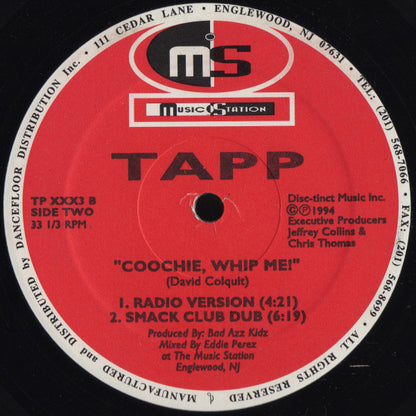 MANUFACTURED and DISTRIBUTED by DANCEFLOOR DISTRIBUTION Inc. • 111 CEDAR LANE • ENGLEWOOD, NJ 07631 • TEL: (201) 568-7066 • FAX: (201) 568-8699 • ALL RIGHTS RESERVED &
mS
MUSIC STATION
TAPP
TP XXX3 B
SIDE TWO
33 1/3 RPM
Disc-tinct Music Inc.
©℗1994
Executive Producers
Jeffrey Collins &
Chris Thomas
"COOCHIE, WHIP ME!"
(David Colquit)
1. RADIO VERSION (4:21)
2. SMACK CLUB DUB (6:19)
Produced By: Bad Azz Kidz
Mixed By Eddie Perez
at The Music Station
Englewood, NJ